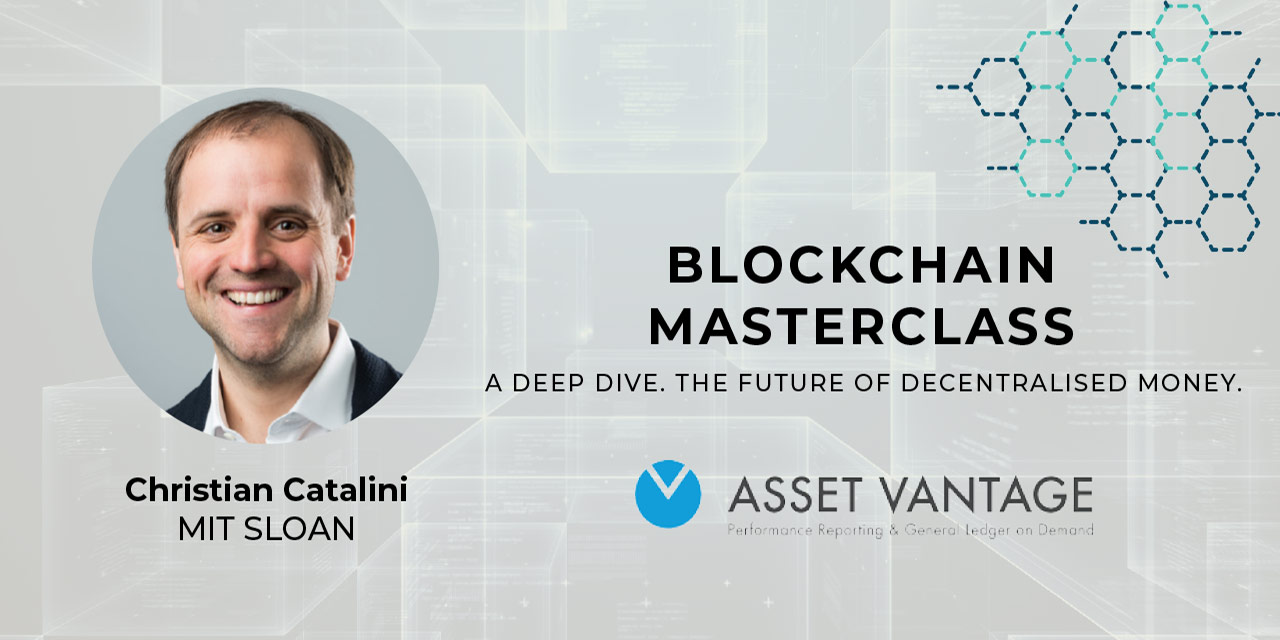 BLOCKCHAIN
MASTERCLASS
A DEEP DIVE. THE FUTURE OF DECENTRALISED MONEY.
Christian Catalini
MIT SLOAN
ASSET VANTAGE
Performance Reporting & General Ledger on Demand